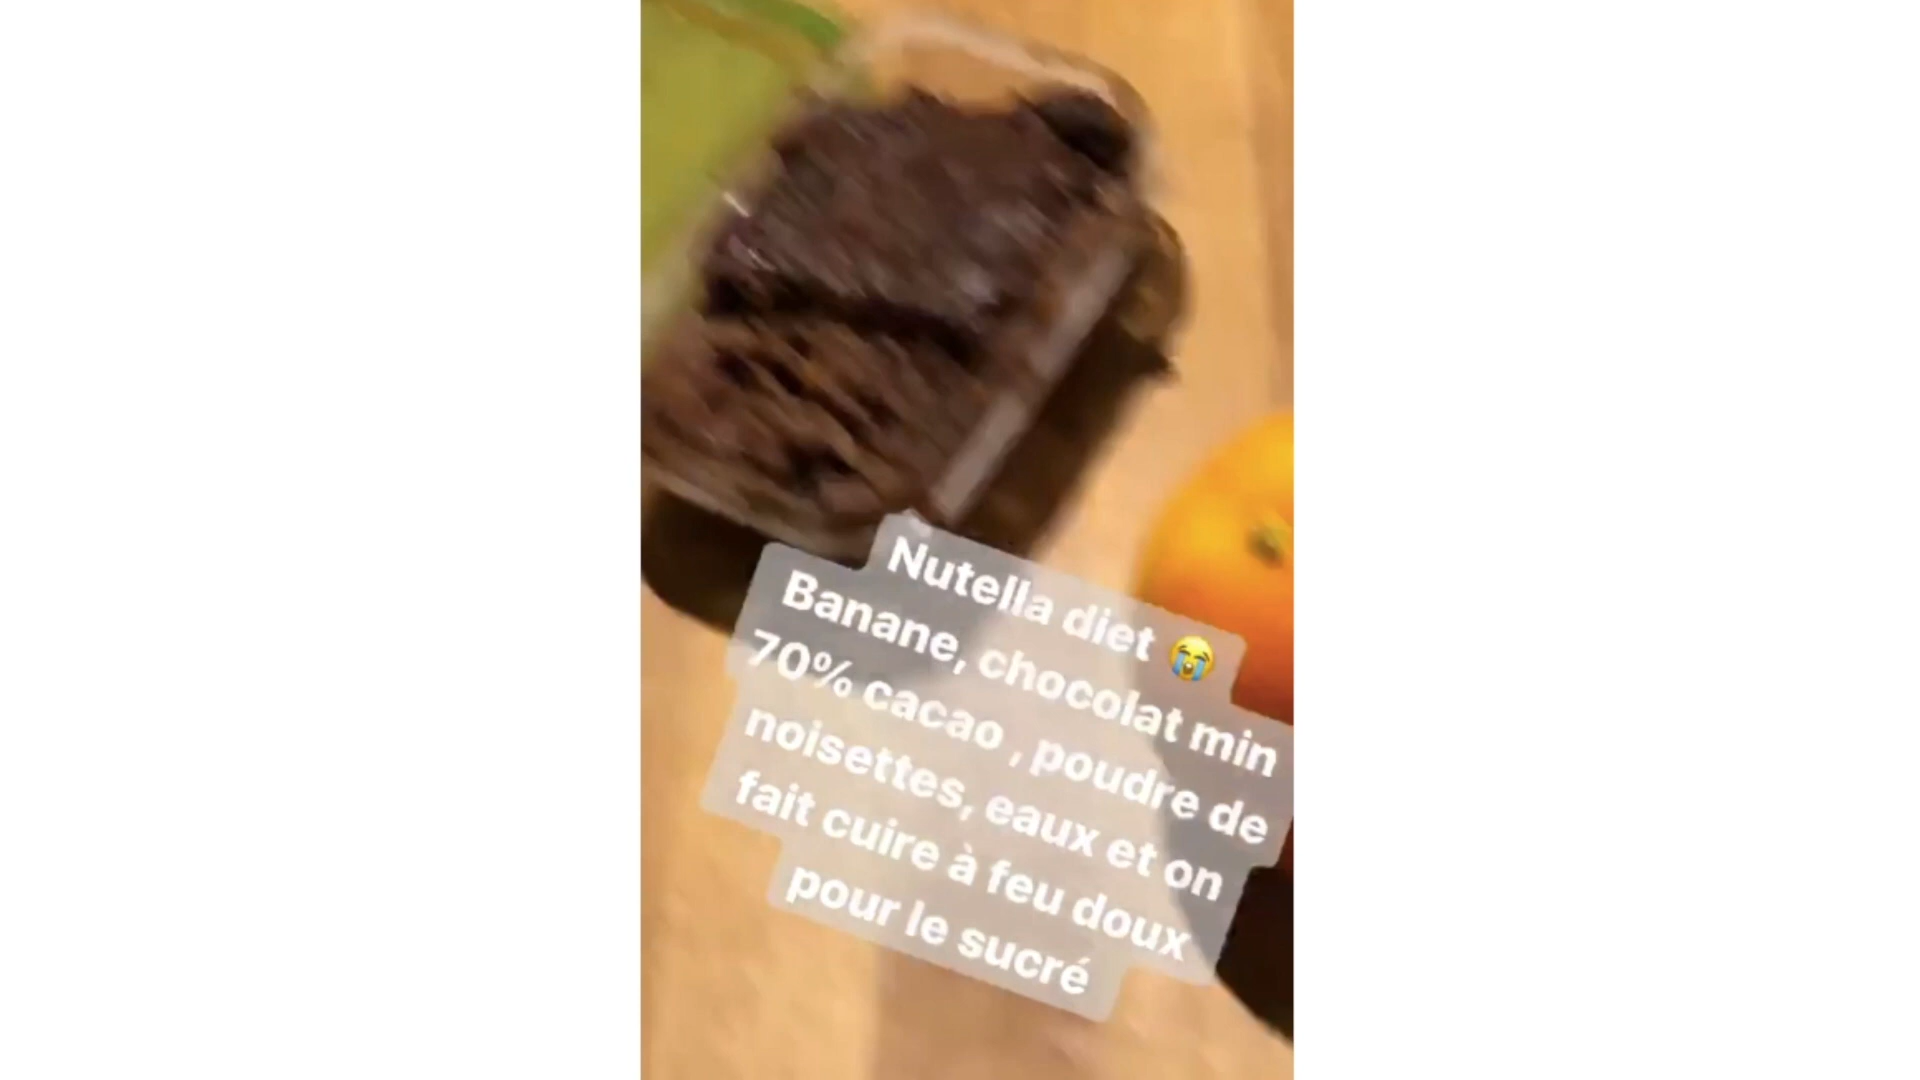 Nutella diet 😭
Banane, chocolat min
70% cacao , poudre de
noisettes, eaux et on
fait cuire à feu doux
pour le sucré